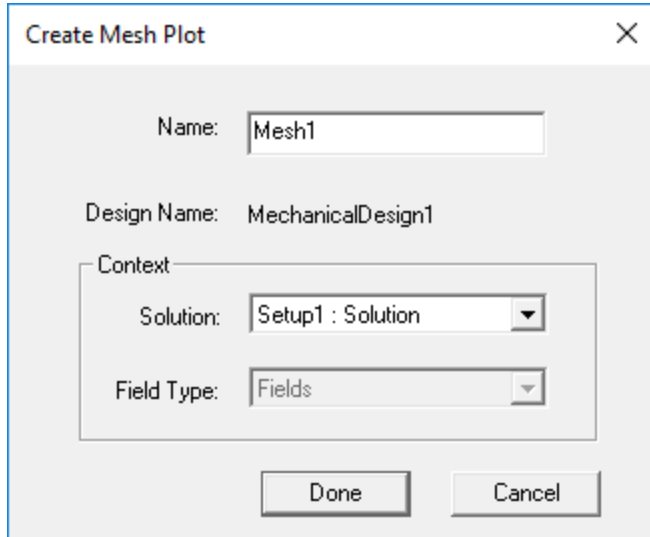 Create Mesh Plot
Name: Mesh1
Design Name: MechanicalDesign1
Context
Solution: Setup1 : Solution
Field Type: Fields
Done Cancel